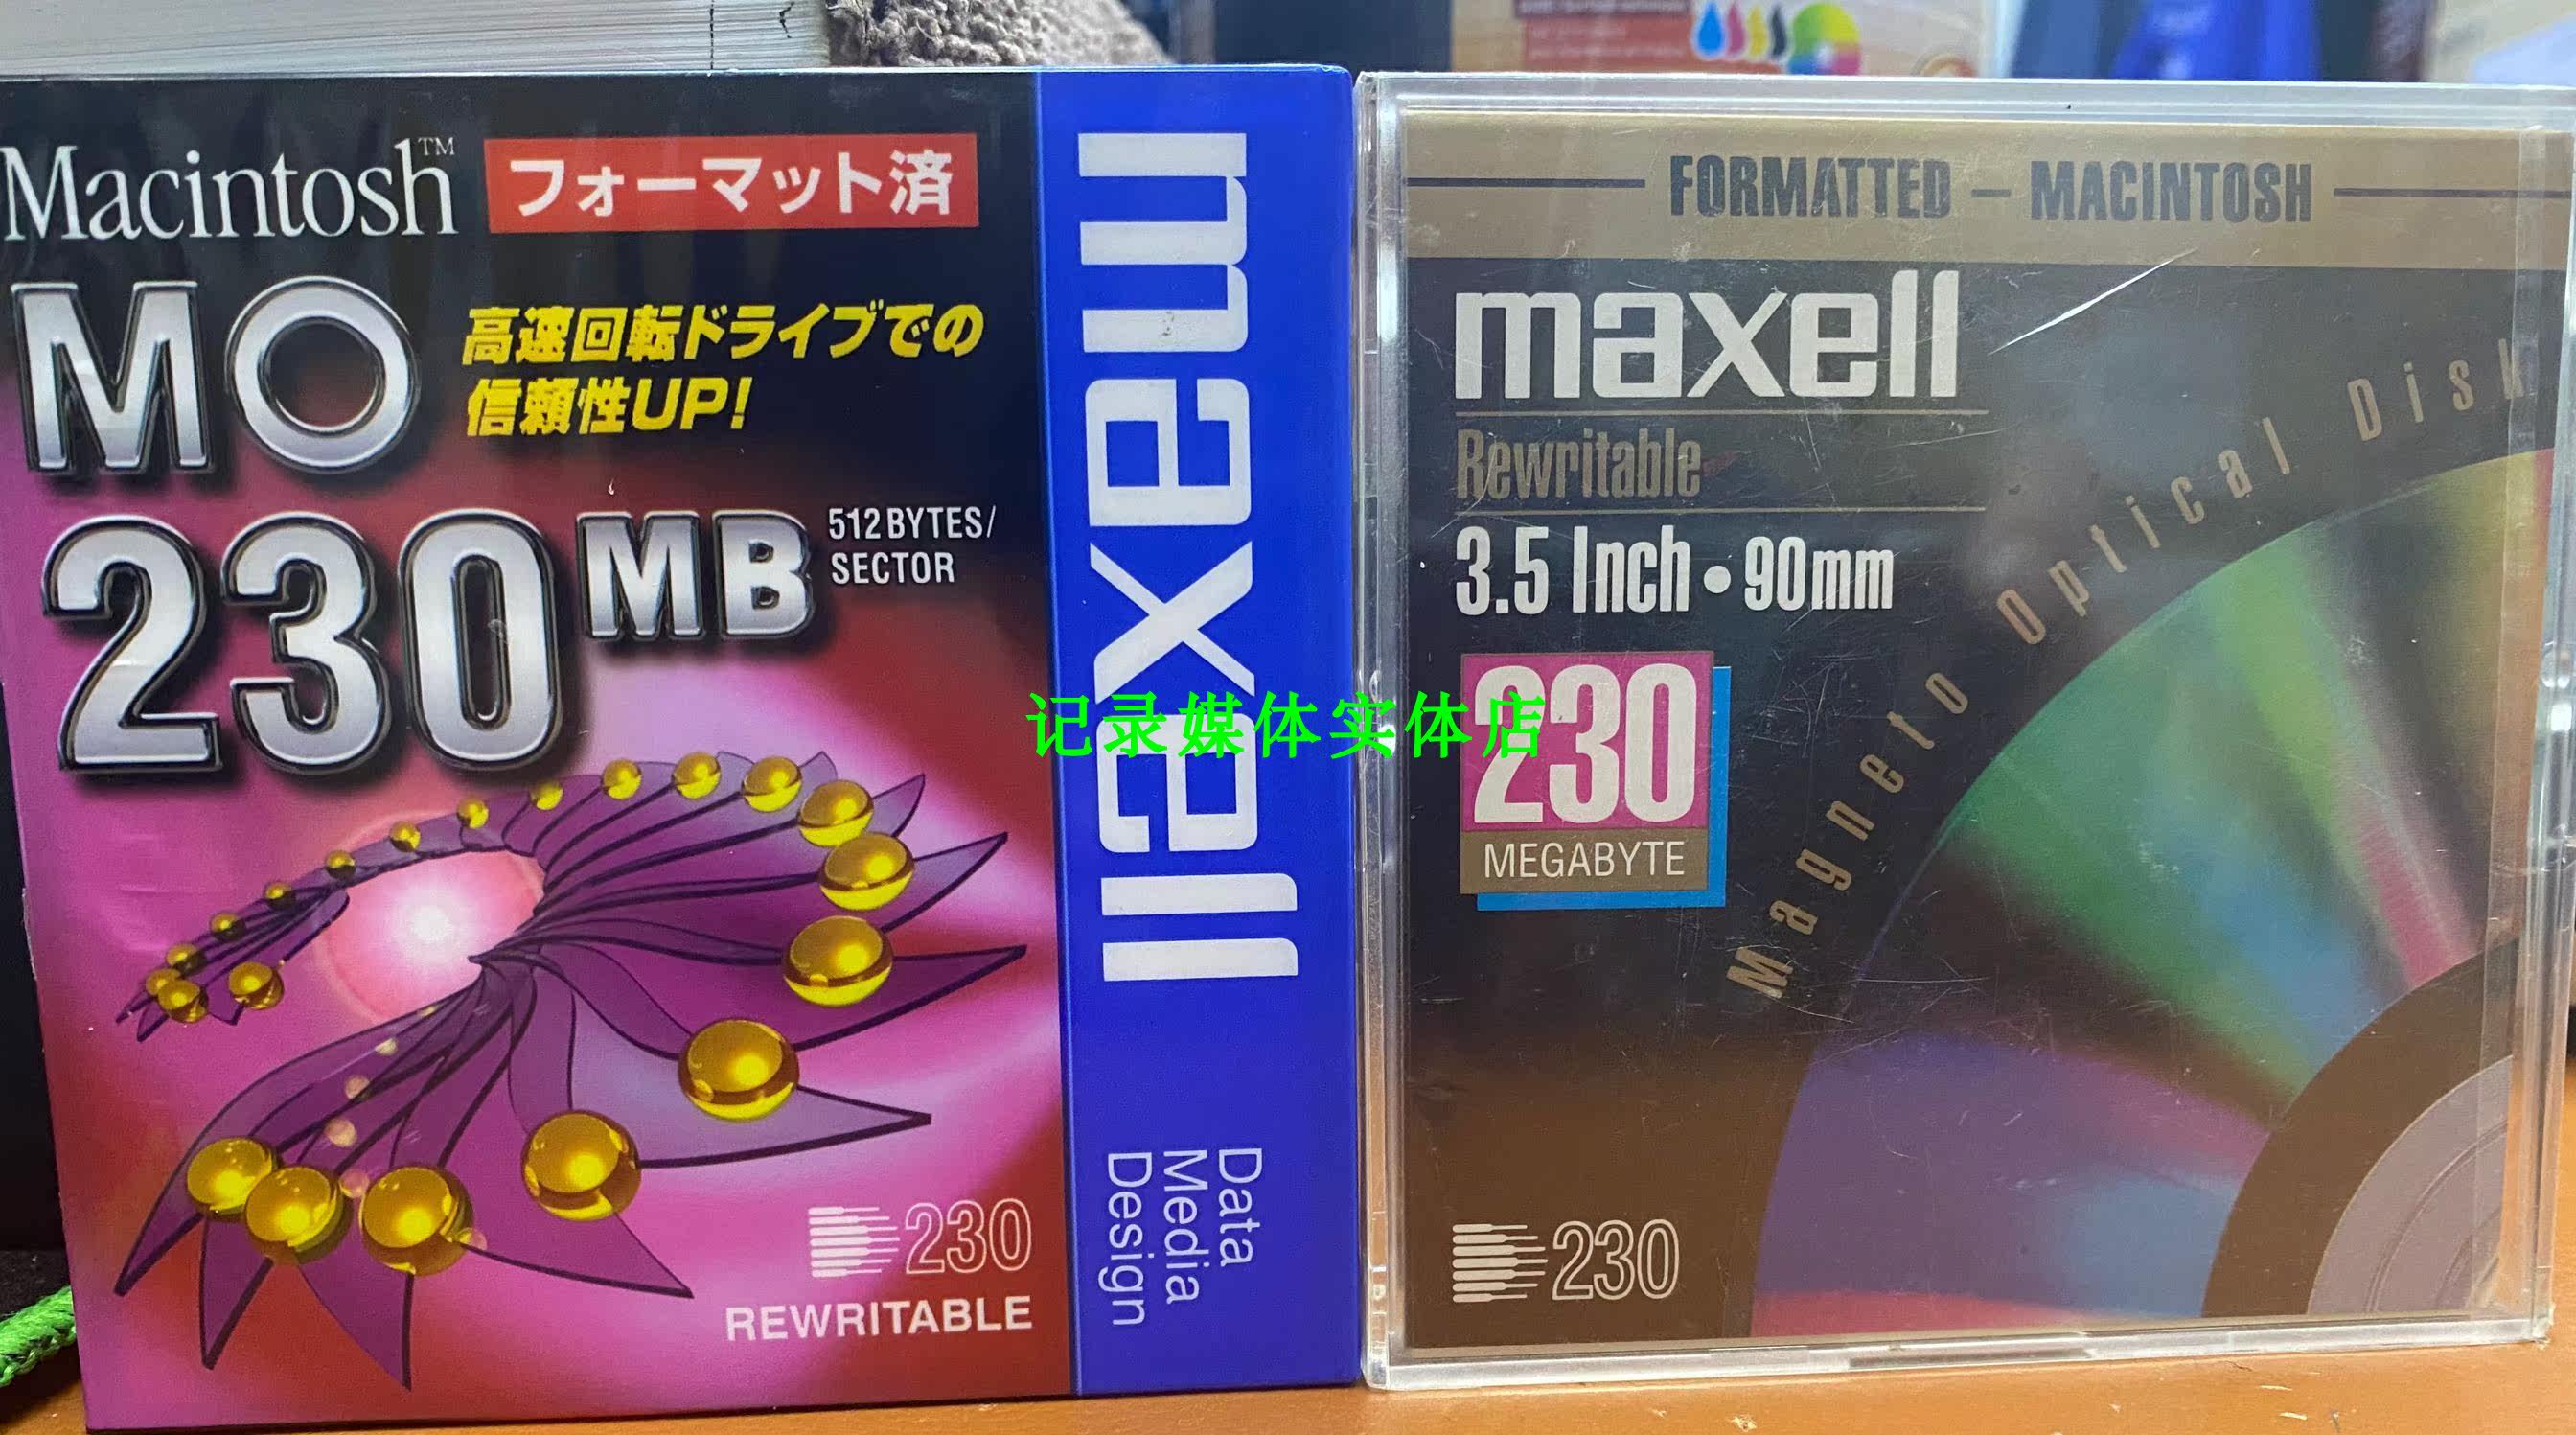 Macintosh™
フォーマット済
MO
高速回転ドライブでの
信頼性UP!
230MB
512BYTES/
SECTOR
230
REWRITABLE
maxell
Data
Media
Design
记录媒体实体店
FORMATTED – MACINTOSH
maxell
Rewritable
3.5 Inch • 90mm
230
MEGABYTE
Magneto Optical Disk
230